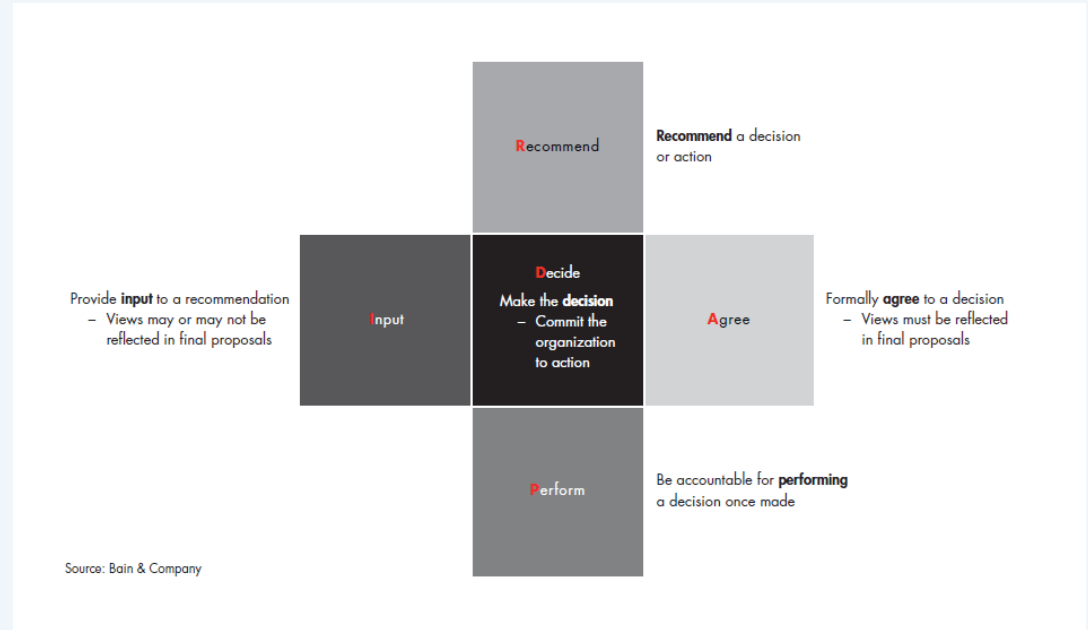 Recommend
Recommend a decision
or action
Provide input to a recommendation
– Views may or may not be
reflected in final proposals
Input
Decide
Make the decision
– Commit the
organization
to action
Agree
Formally agree to a decision
– Views must be reflected
in final proposals
Perform
Be accountable for performing
a decision once made
Source: Bain & Company